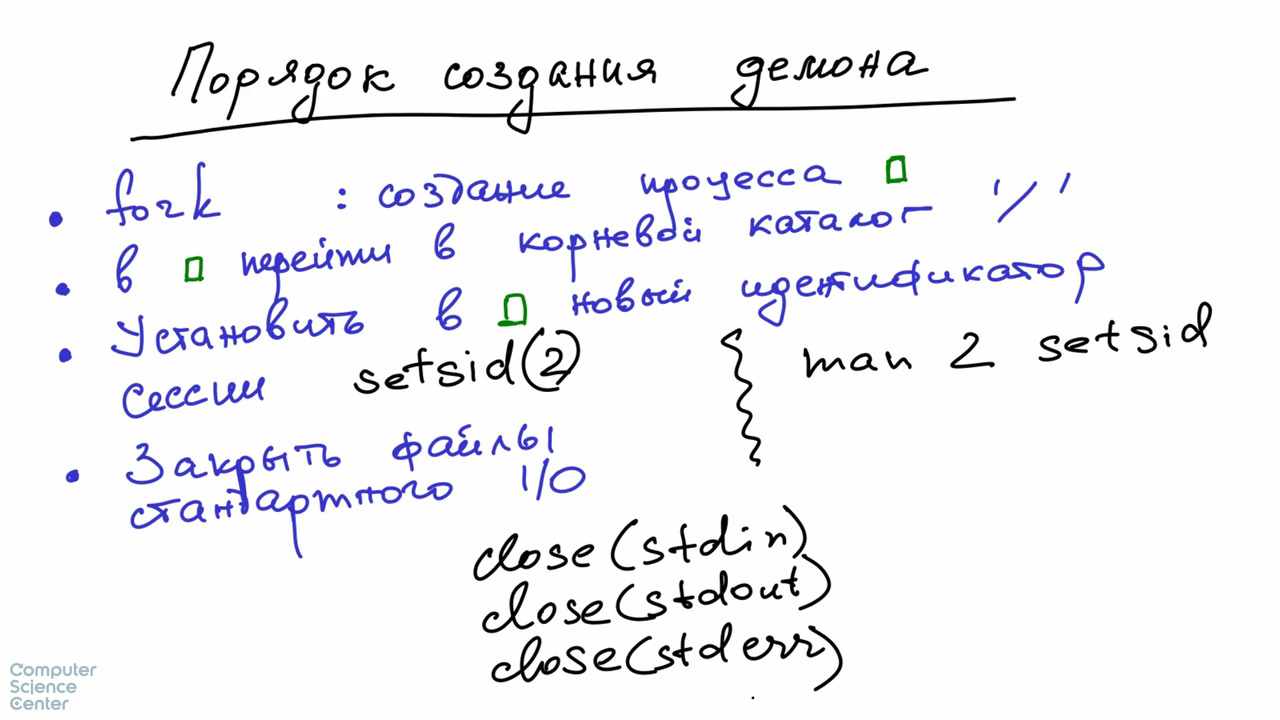 Порядок создания демона
• fork : создание процесса
• в перейти в корневой каталог '/'
• Установить в новый идентификатор
сессии setsid(2)
man 2 setsid
• Закрыть файлы
стандартного I/O
close(stdin)
close(stdout)
close(stderr)
Computer
Science
Center